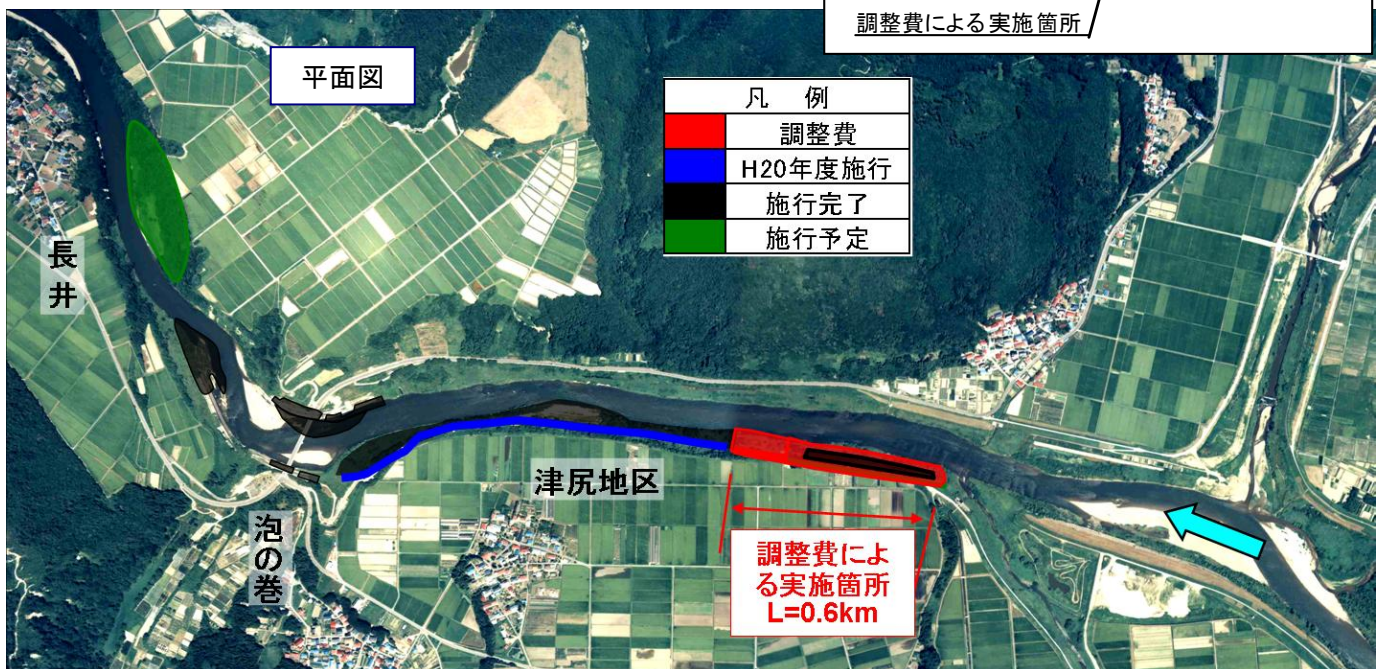 調整費による実施箇所
平面図
凡 例
調整費
H20年度施行
施行完了
施行予定
長
井
津尻地区
泡
の
巻
調整費によ
る実施箇所
L=0.6km